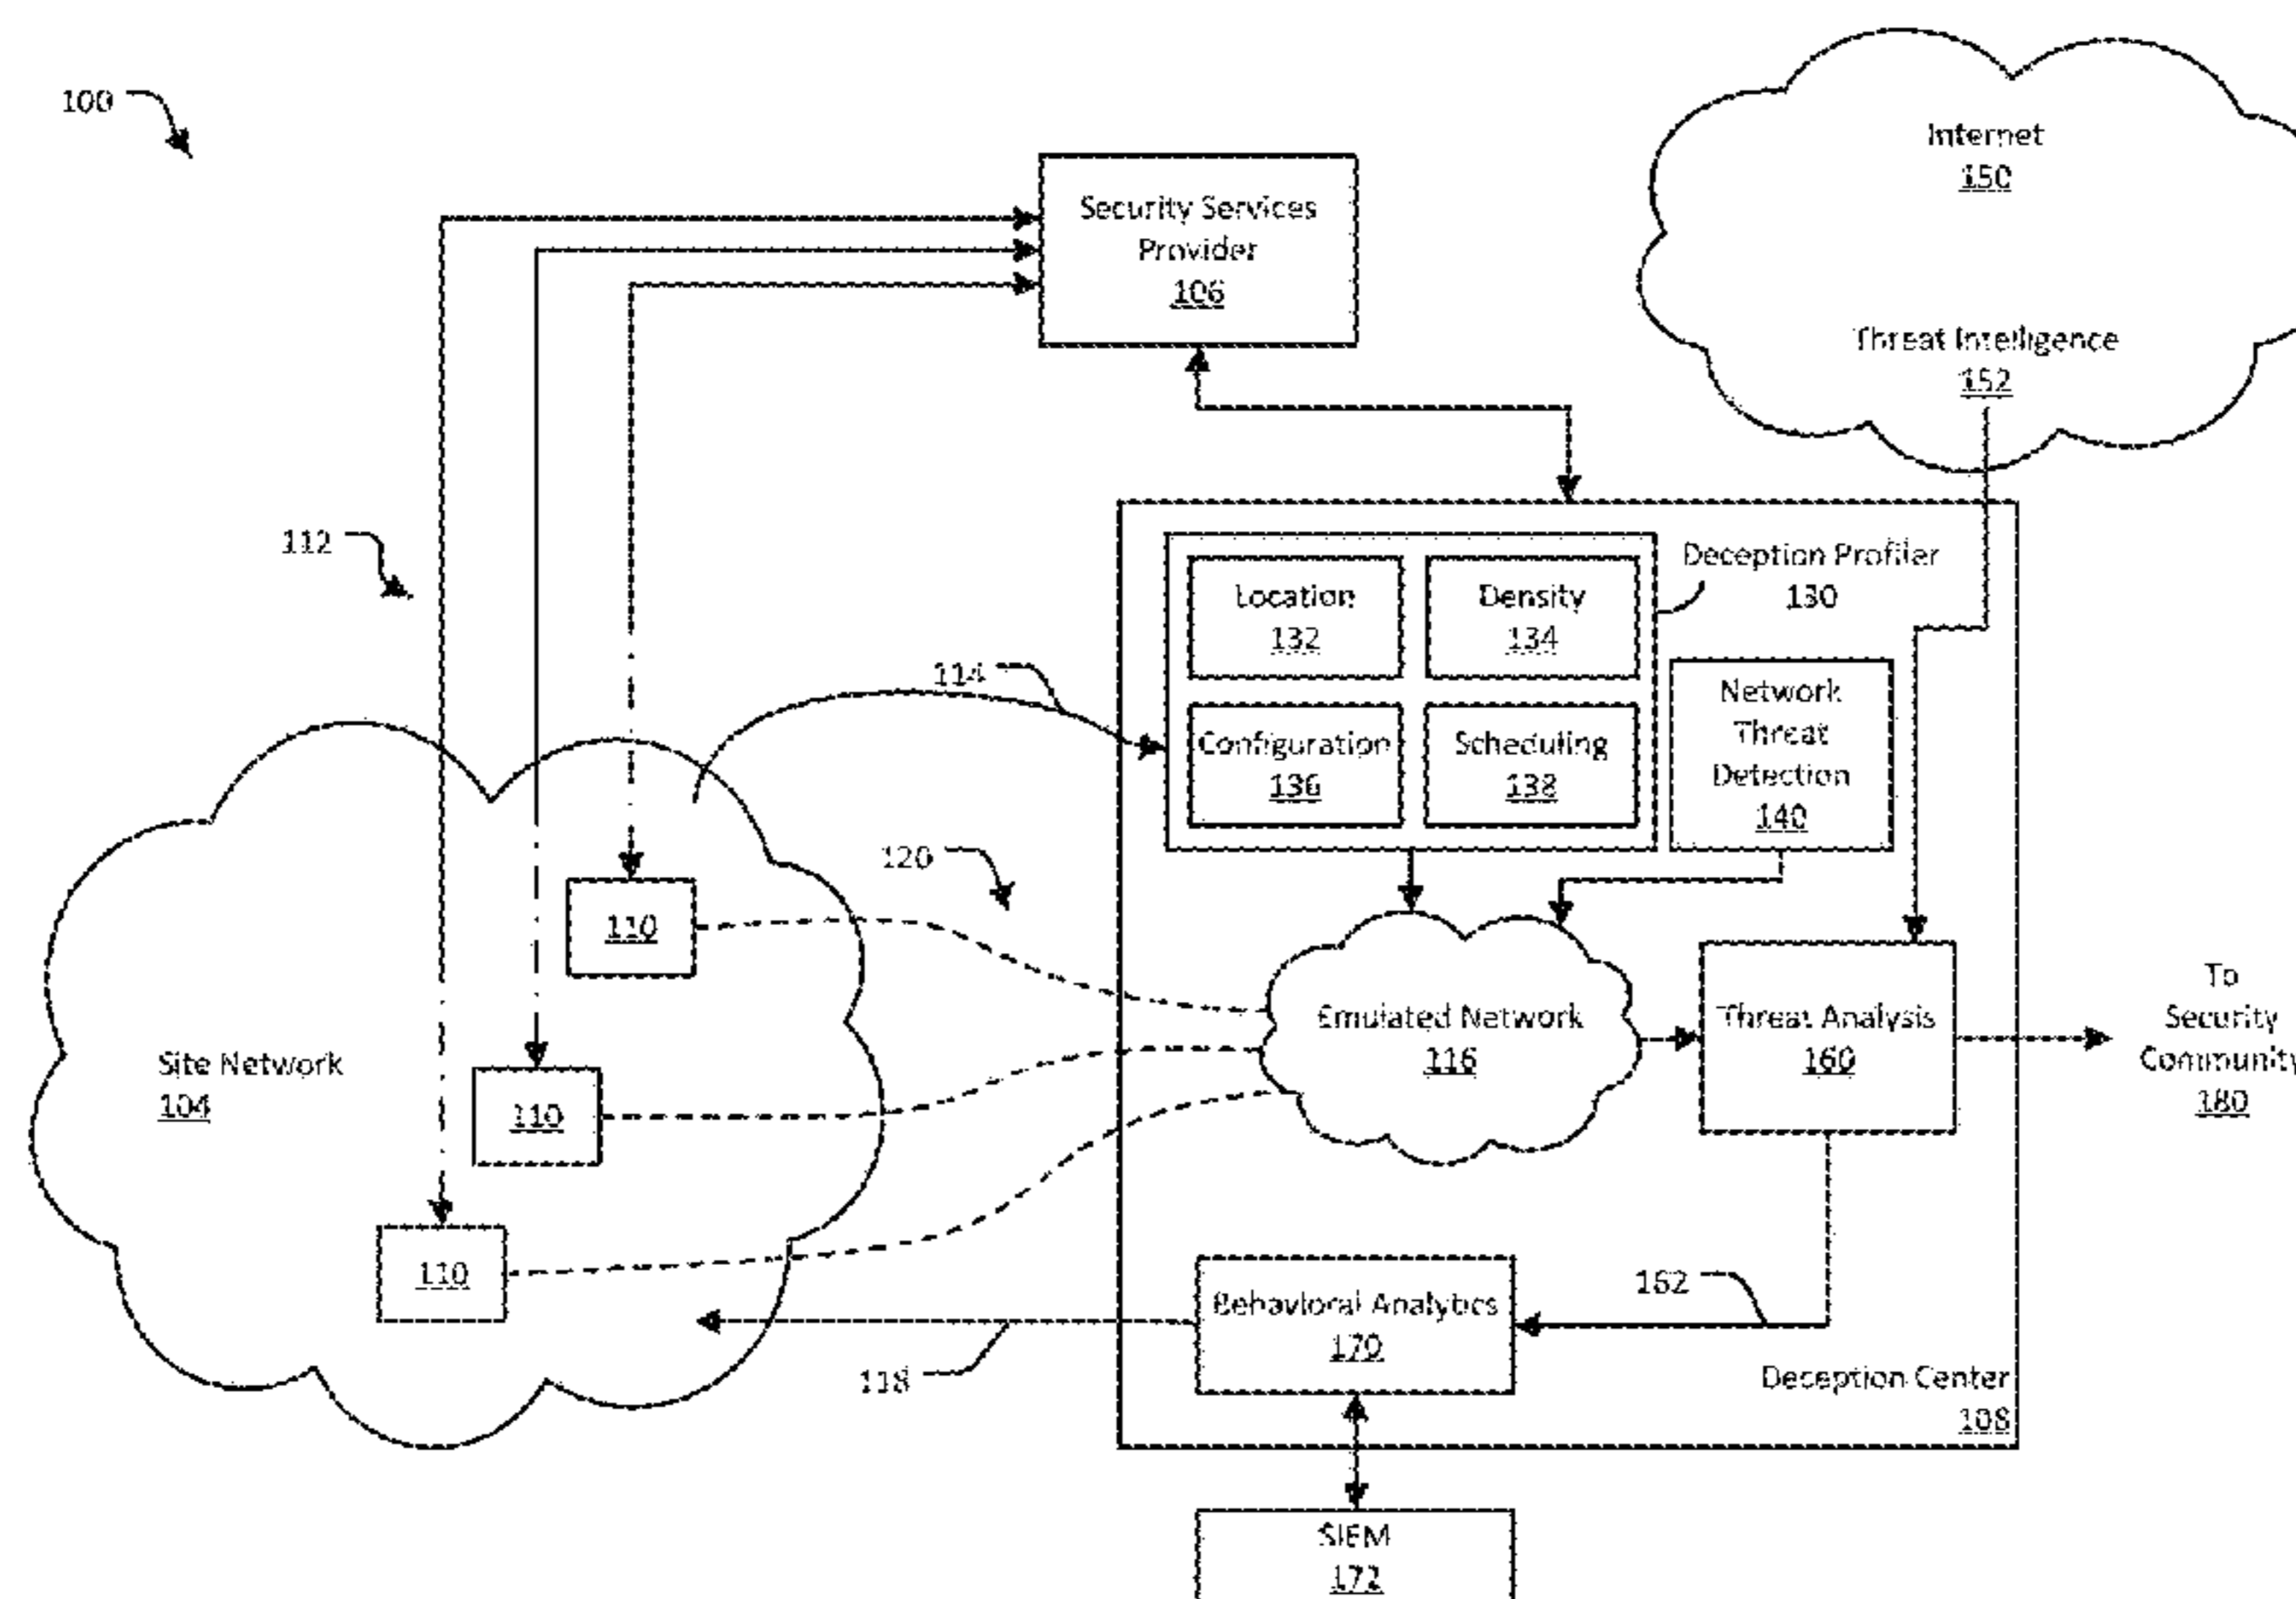 100
Internet
150
Security Services
Provider
106
Threat Intelligence
152
112
Deception Profiler
130
Location
132
Density
134
114
Network
Threat
Detection
140
Configuration
136
Scheduling
138
120
110
To
Security
Community
180
Emulated Network
116
Threat Analysis
160
Site Network
104
110
110
Behavioral Analytics
170
162
118
Deception Center
108
SIEM
172